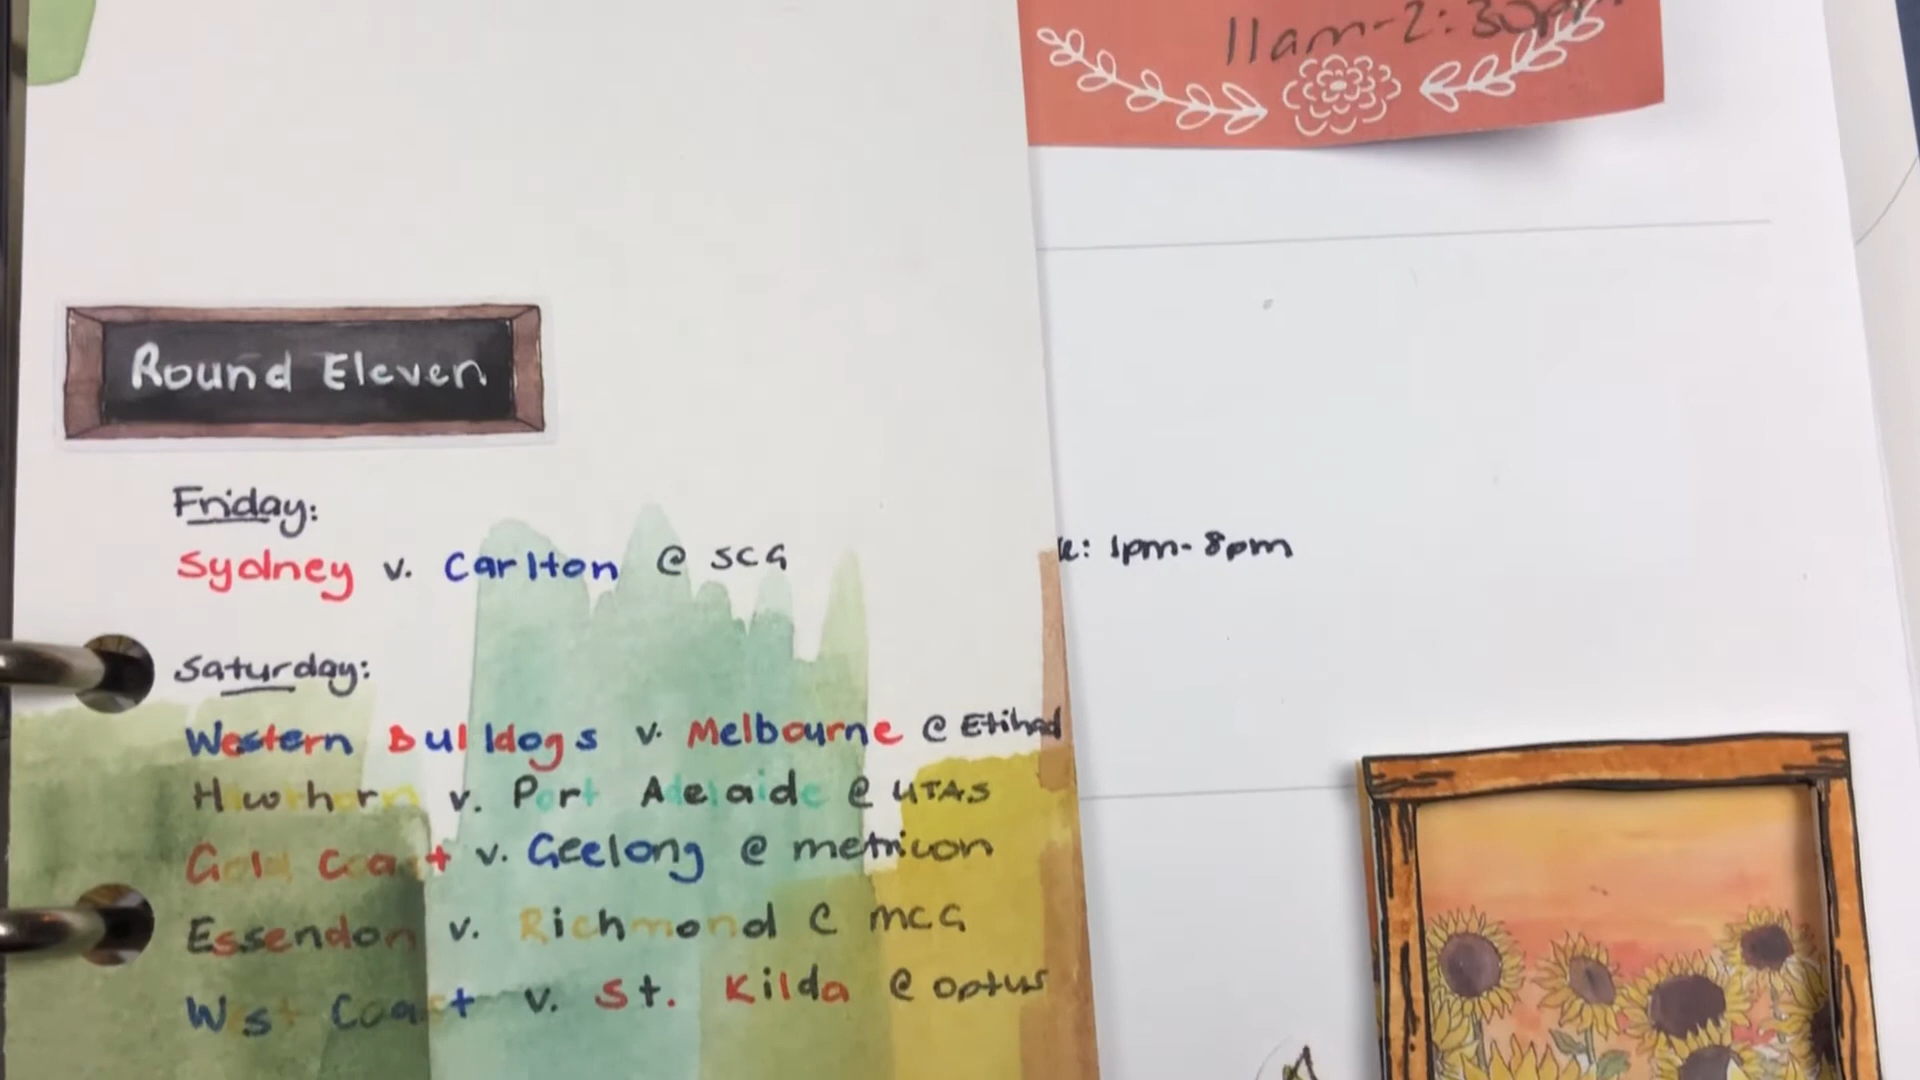 11am-2:30pm
Round Eleven
Friday:
Sydney v. Carlton @ SCG
e: 1pm-8pm
Saturday:
Western Bulldogs v. Melbourne @ Etihad
Hawthorn v. Port Adelaide @ UTAS
Gold Coast v. Geelong @ metricon
Essendon v. Richmond @ MCG
West Coast v. St. Kilda @ Optus